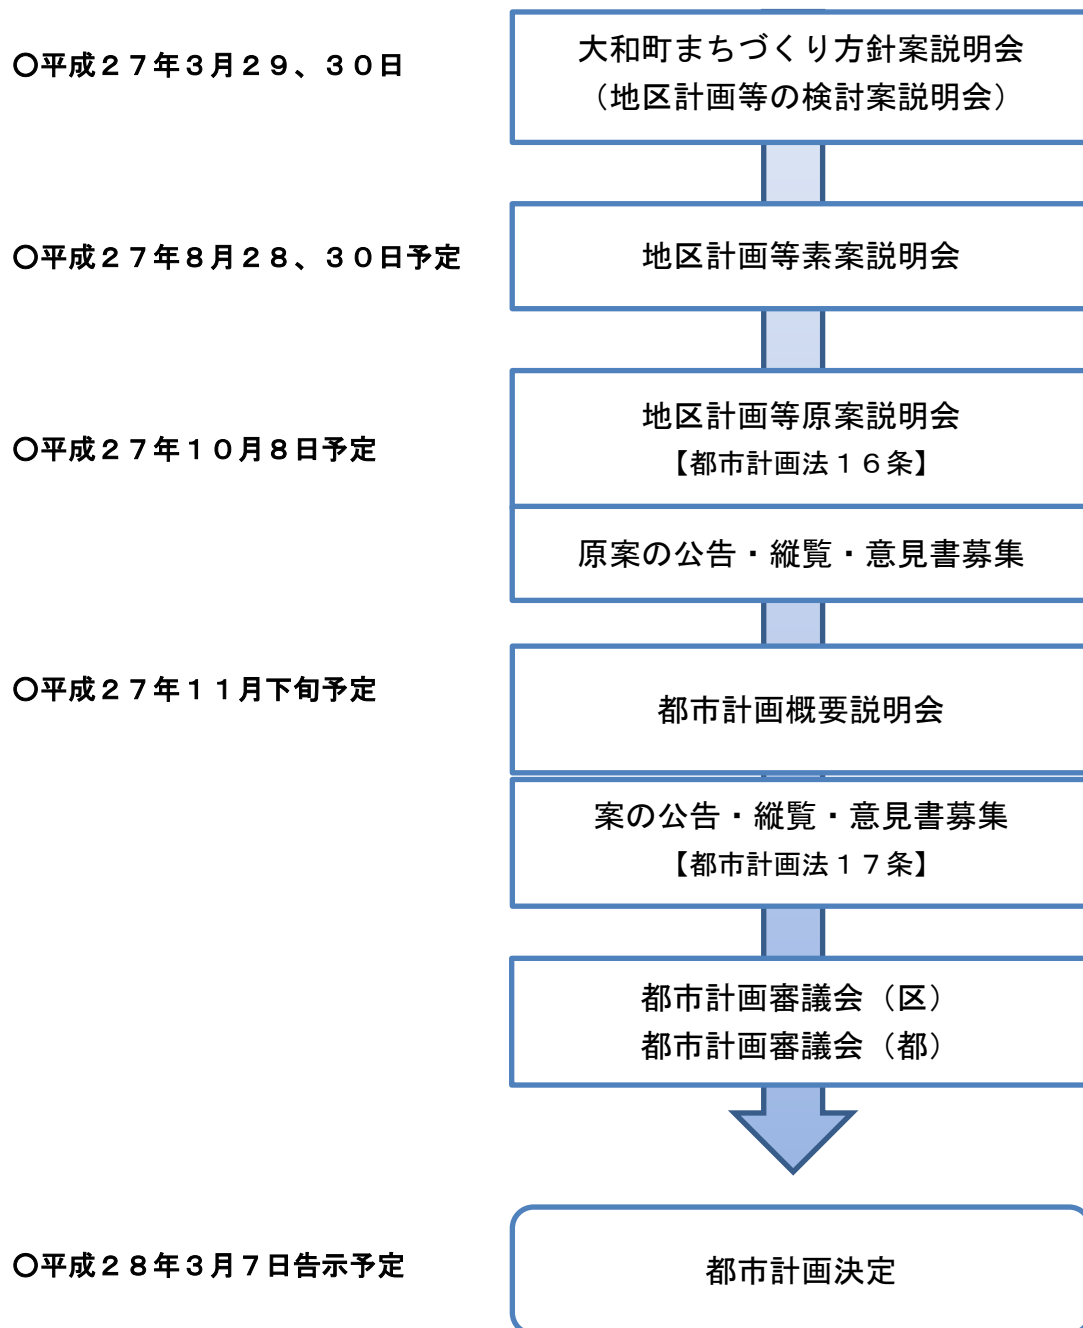 〇平成２７年３月２９、３０日
大和町まちづくり方針案説明会
（地区計画等の検討案説明会）
〇平成２７年８月２８、３０日予定
地区計画等素案説明会
〇平成２７年１０月８日予定
地区計画等原案説明会
【都市計画法１６条】
原案の公告・縦覧・意見書募集
〇平成２７年１１月下旬予定
都市計画概要説明会
案の公告・縦覧・意見書募集
【都市計画法１７条】
都市計画審議会（区）
都市計画審議会（都）
〇平成２８年３月７日告示予定
都市計画決定